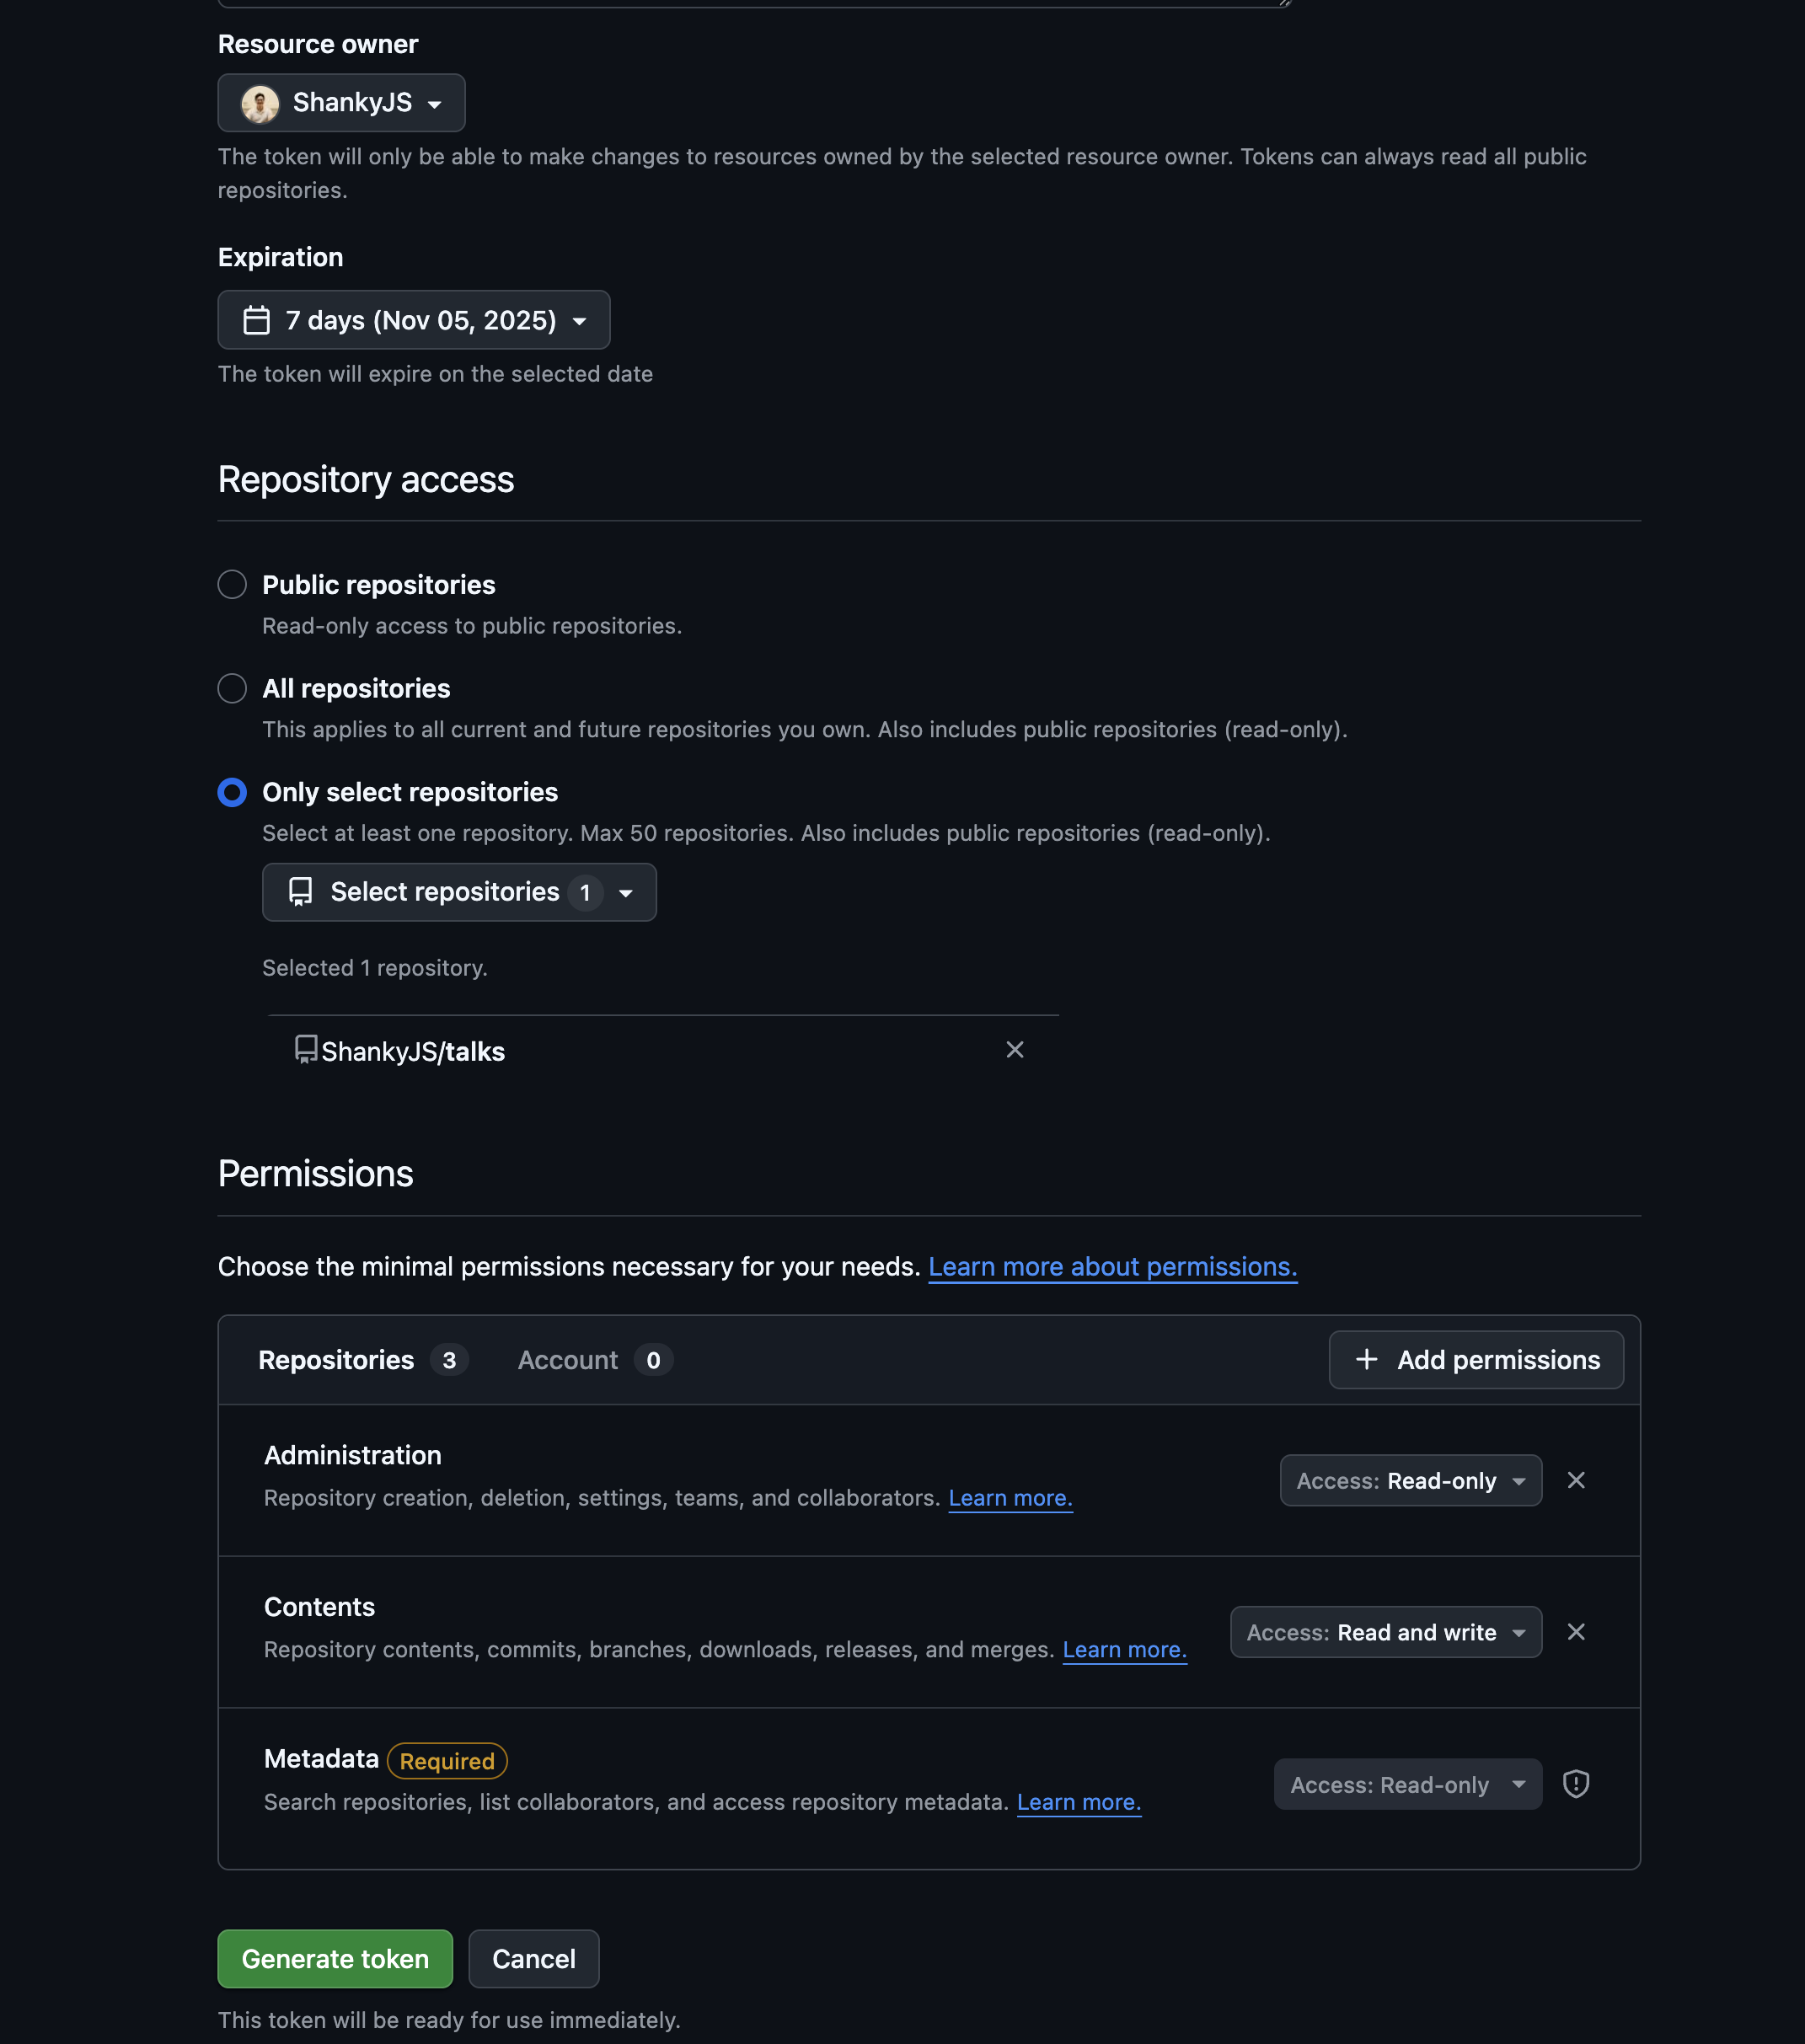 Resource owner
ShankyJS
The token will only be able to make changes to resources owned by the selected resource owner. Tokens can always read all public
repositories.
Expiration
7 days (Nov 05, 2025)
The token will expire on the selected date
Repository access
Public repositories
Read-only access to public repositories.
All repositories
This applies to all current and future repositories you own. Also includes public repositories (read-only).
Only select repositories
Select at least one repository. Max 50 repositories. Also includes public repositories (read-only).
Select repositories 1
Selected 1 repository.
ShankyJS/talks
Permissions
Choose the minimal permissions necessary for your needs. Learn more about permissions.
Repositories 3 Account 0 Add permissions
Administration
Repository creation, deletion, settings, teams, and collaborators. Learn more.
Access: Read-only
Contents
Repository contents, commits, branches, downloads, releases, and merges. Learn more.
Access: Read and write
Metadata Required
Search repositories, list collaborators, and access repository metadata. Learn more.
Access: Read-only
Generate token Cancel
This token will be ready for use immediately.